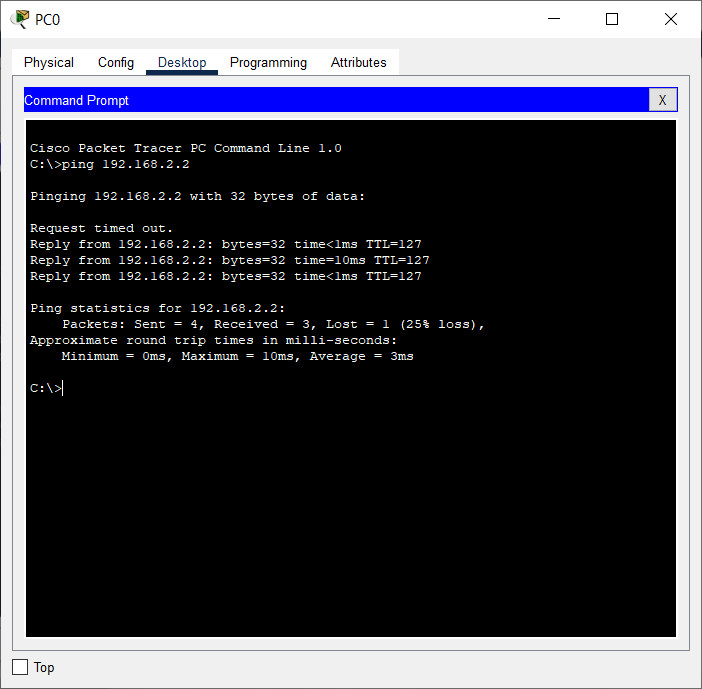 PC0
Physical Config Desktop Programming Attributes
Command Prompt X
Cisco Packet Tracer PC Command Line 1.0
C:\>ping 192.168.2.2
Pinging 192.168.2.2 with 32 bytes of data:
Request timed out.
Reply from 192.168.2.2: bytes=32 time<1ms TTL=127
Reply from 192.168.2.2: bytes=32 time=10ms TTL=127
Reply from 192.168.2.2: bytes=32 time<1ms TTL=127
Ping statistics for 192.168.2.2:
Packets: Sent = 4, Received = 3, Lost = 1 (25% loss),
Approximate round trip times in milli-seconds:
Minimum = 0ms, Maximum = 10ms, Average = 3ms
C:\>
Top